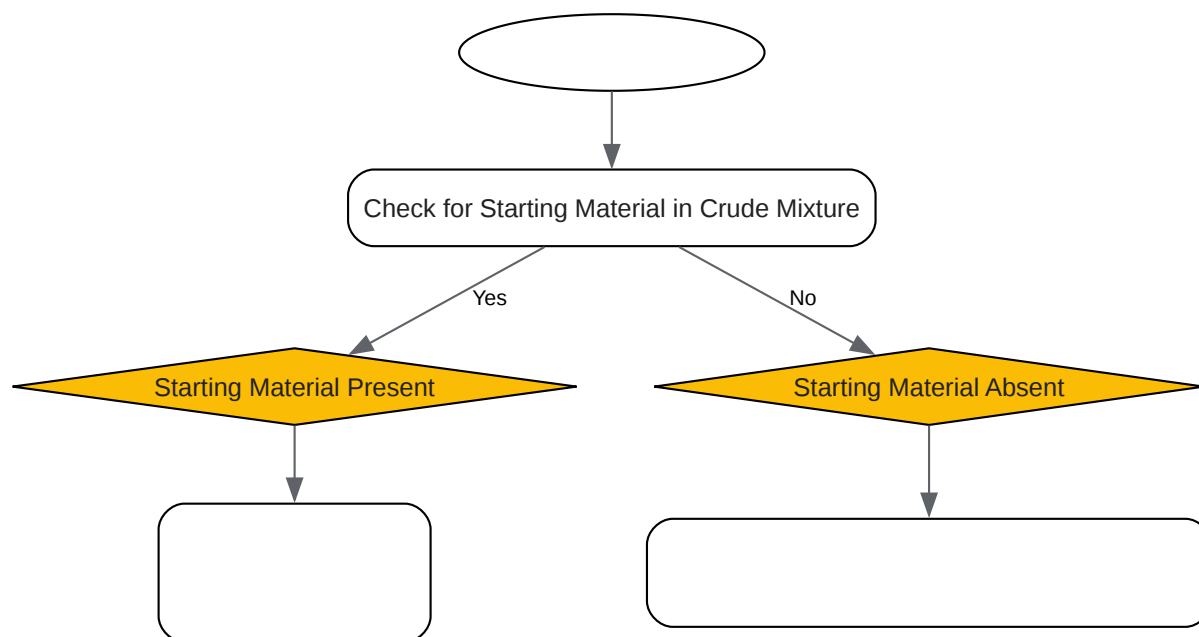 Check for Starting Material in Crude Mixture
Yes
No
Starting Material Present
Starting Material Absent